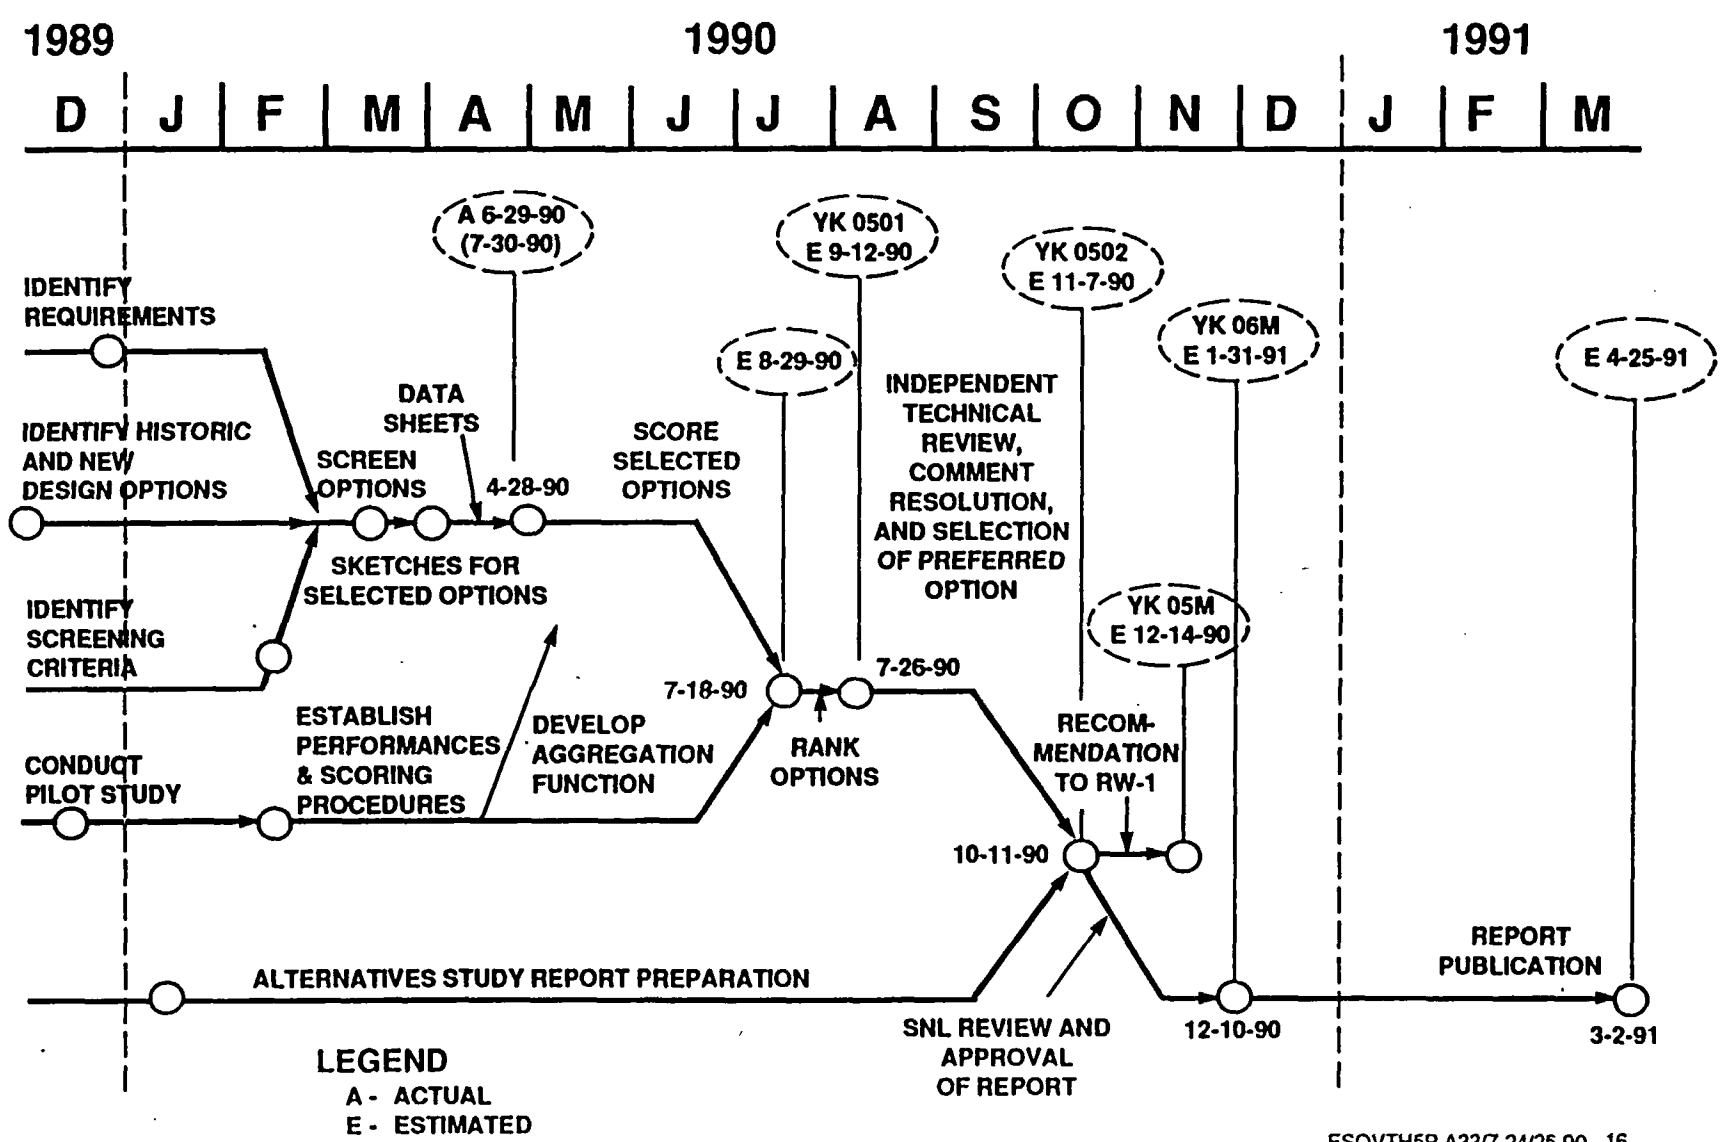 1989 1990 1991
D J F M A M J J A S O N D J F M
A 6-29-90
(7-30-90)
YK 0501
E 9-12-90
YK 0502
E 11-7-90
YK 06M
E 1-31-91
E 8-29-90
E 4-25-91
IDENTIFY
REQUIREMENTS
DATA
SHEETS
INDEPENDENT
TECHNICAL
REVIEW,
COMMENT
RESOLUTION,
AND SELECTION
OF PREFERRED
OPTION
IDENTIFY HISTORIC
AND NEW
DESIGN OPTIONS
SCREEN
OPTIONS
4-28-90
SCORE
SELECTED
OPTIONS
SKETCHES FOR
SELECTED OPTIONS
IDENTIFY
SCREENING
CRITERIA
YK 05M
E 12-14-90
7-18-90
7-26-90
ESTABLISH
PERFORMANCES
& SCORING
PROCEDURES
DEVELOP
AGGREGATION
FUNCTION
RANK
OPTIONS
RECOM-
MENDATION
TO RW-1
CONDUCT
PILOT STUDY
10-11-90
ALTERNATIVES STUDY REPORT PREPARATION
REPORT
PUBLICATION
SNL REVIEW AND
APPROVAL
OF REPORT
12-10-90
3-2-91
LEGEND
A - ACTUAL
E - ESTIMATED